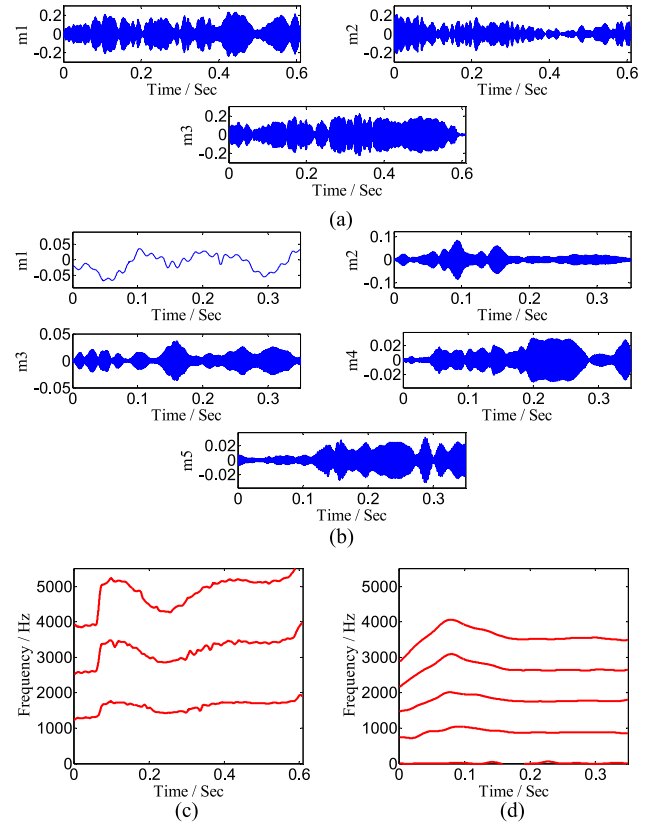 m1
0.2
0
-0.2
0 0.2 0.4 0.6
Time / Sec
m2
0.2
0
-0.2
0 0.2 0.4 0.6
Time / Sec
m3
0.2
0
-0.2
0 0.2 0.4 0.6
Time / Sec
(a)
m1
0.05
-0.05
0 0.1 0.2 0.3
Time / Sec
m2
0.1
0
-0.1
0 0.1 0.2 0.3
Time / Sec
m3
0.05
0
-0.05
0 0.1 0.2 0.3
Time / Sec
m4
0.02
0
-0.02
0 0.1 0.2 0.3
Time / Sec
m5
0.02
0
-0.02
0 0.1 0.2 0.3
Time / Sec
(b)
Frequency / Hz
5000
4000
3000
2000
1000
0
0 0.2 0.4 0.6
Time / Sec
(c)
Frequency / Hz
5000
4000
3000
2000
1000
0
0 0.1 0.2 0.3
Time / Sec
(d)